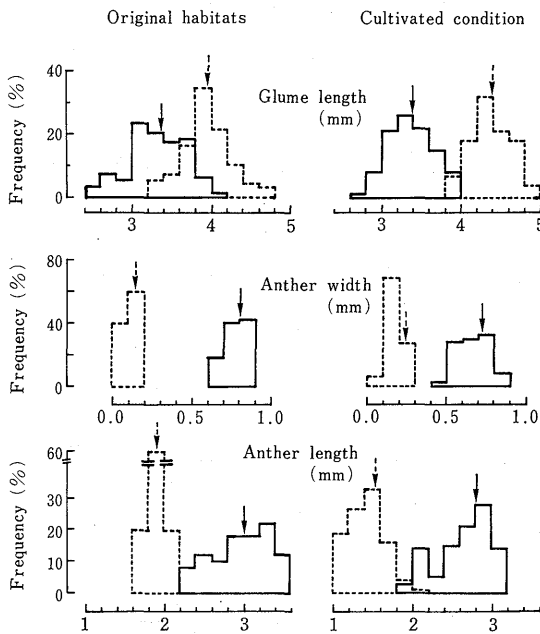 Original habitats
Cultivated condition
Frequency (%)
40
20
0
3
4
5
Glume length
(mm)
3
4
5
Frequency (%)
80
40
0
0.0
0.5
1.0
Anther width
(mm)
0.0
0.5
1.0
Frequency (%)
60
30
20
10
0
1
2
3
Anther length
(mm)
1
2
3